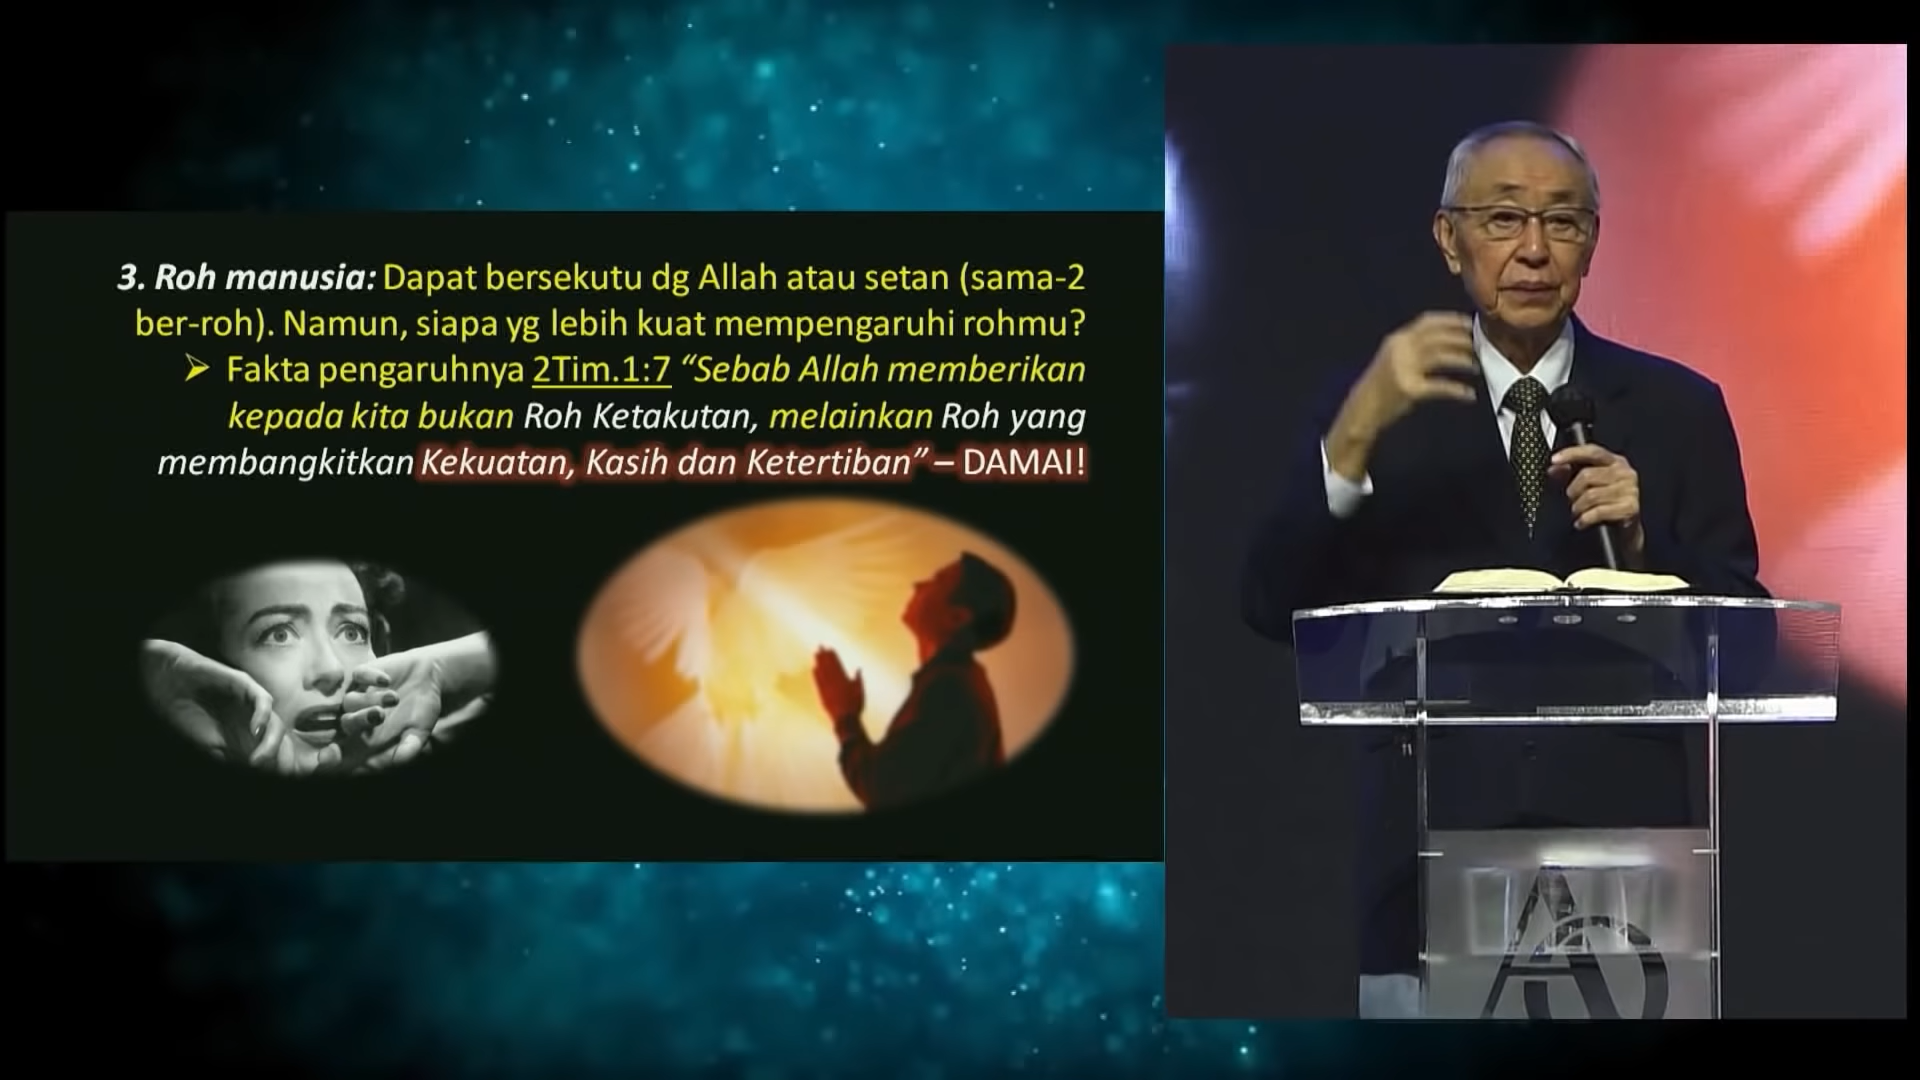 3. Roh manusia: Dapat bersekutu dg Allah atau setan (sama-2
ber-roh). Namun, siapa yg lebih kuat mempengaruhi rohmu?
➢ Fakta pengaruhnya 2Tim.1:7 “Sebab Allah memberikan
kepada kita bukan Roh Ketakutan, melainkan Roh yang
membangkitkan Kekuatan, Kasih dan Ketertiban” – DAMAI!